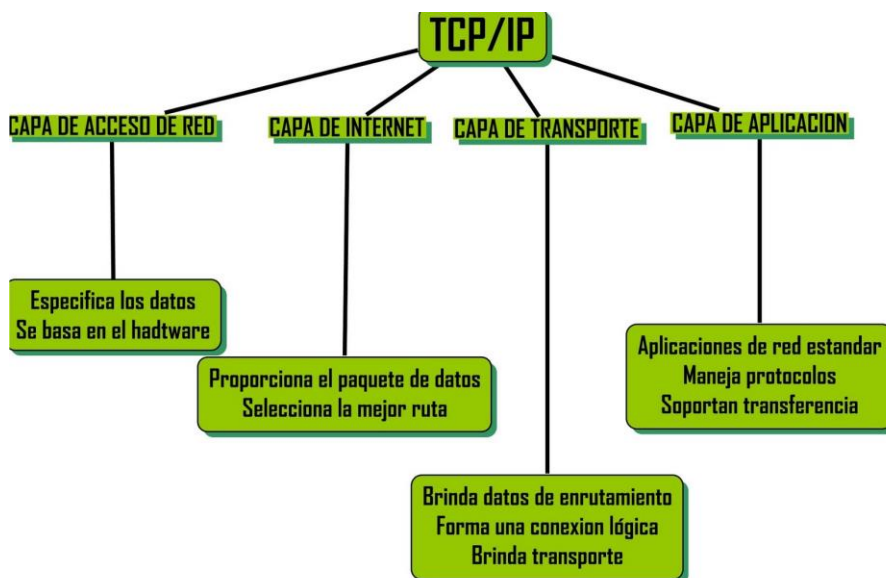 TCP/IP
CAPA DE ACCESO DE RED
CAPA DE INTERNET
CAPA DE TRANSPORTE
CAPA DE APLICACION
Especifica los datos
Se basa en el hadtware
Proporciona el paquete de datos
Selecciona la mejor ruta
Aplicaciones de red estandar
Maneja protocolos
Soportan transferencia
Brinda datos de enrutamiento
Forma una conexion lógica
Brinda transporte